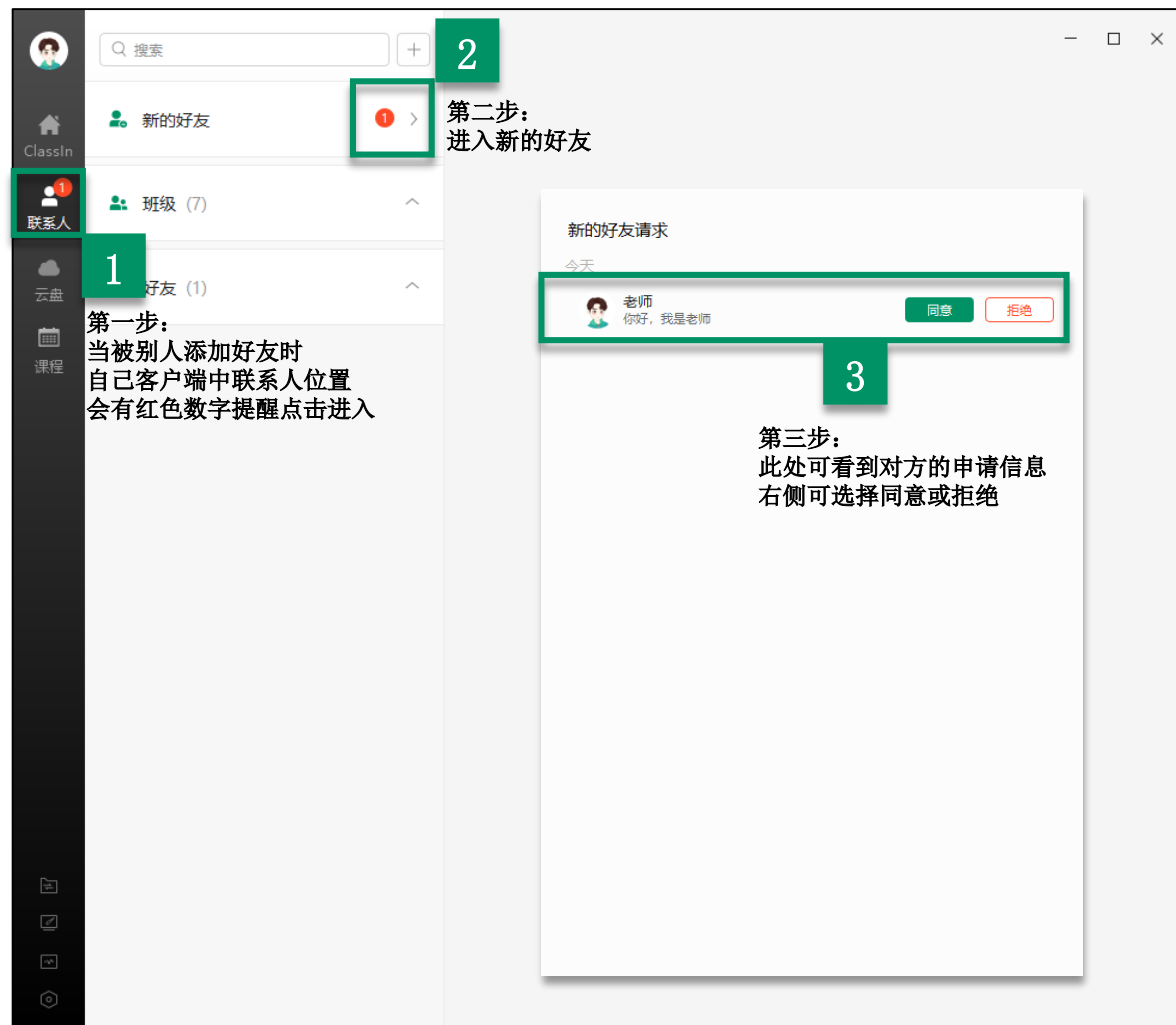 搜索
2
第二步：
进入新的好友
新的好友
1
ClassIn
1
联系人
班级 (7)
1
好友 (1)
云盘
课程
第一步：
当被别人添加好友时
自己客户端中联系人位置
会有红色数字提醒点击进入
新的好友请求
今天
老师
你好，我是老师
同意
拒绝
3
第三步：
此处可看到对方的申请信息
右侧可选择同意或拒绝